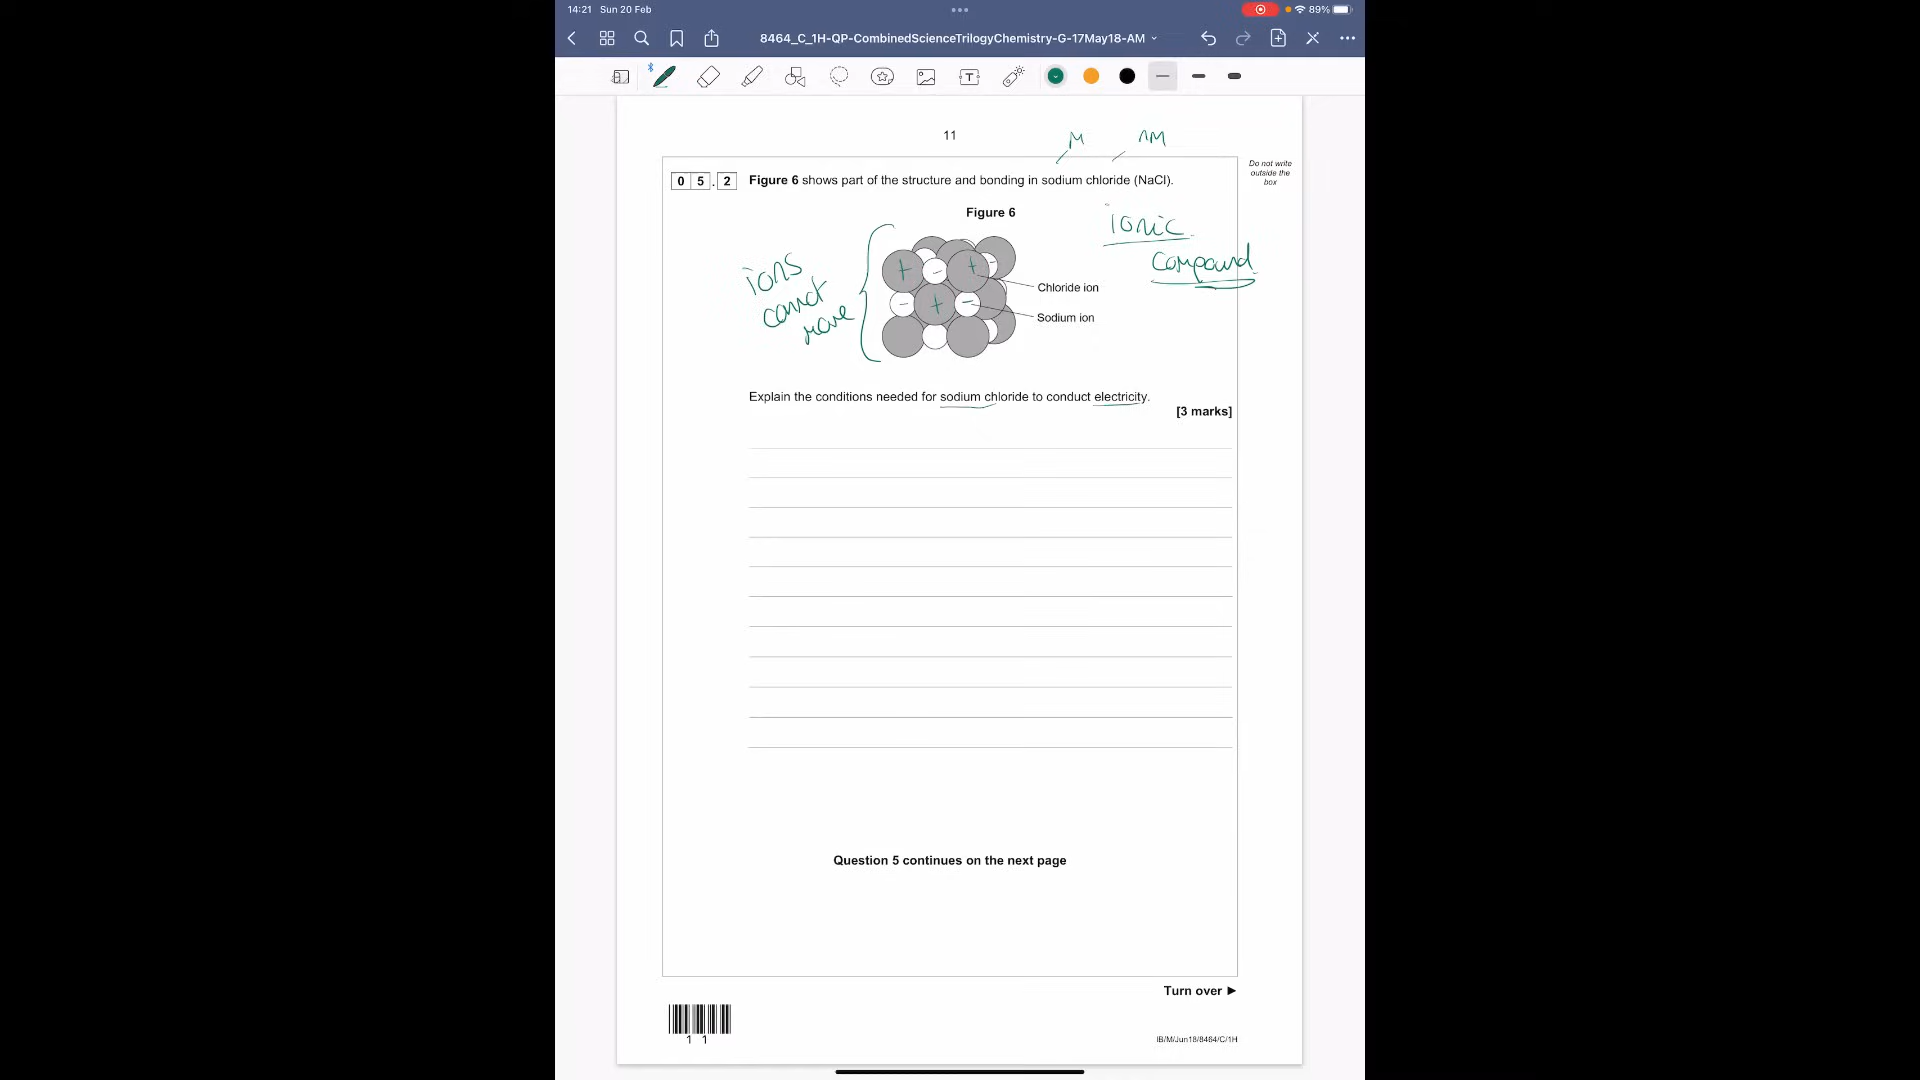 14:21 Sun 20 Feb
89%
8464_C_1H-QP-CombinedScienceTrilogyChemistry-G-17May18-AM
T
11
M
NM
Do not write
outside the
box
0 5 . 2 Figure 6 shows part of the structure and bonding in sodium chloride (NaCl).
Figure 6
ionic
compound
ions
cannot
move
+ - +
-
- + -
Chloride ion
Sodium ion
Explain the conditions needed for sodium chloride to conduct electricity.
[3 marks]
Question 5 continues on the next page
Turn over ►
1 1
IB/M/Jun18/8464/C/1H